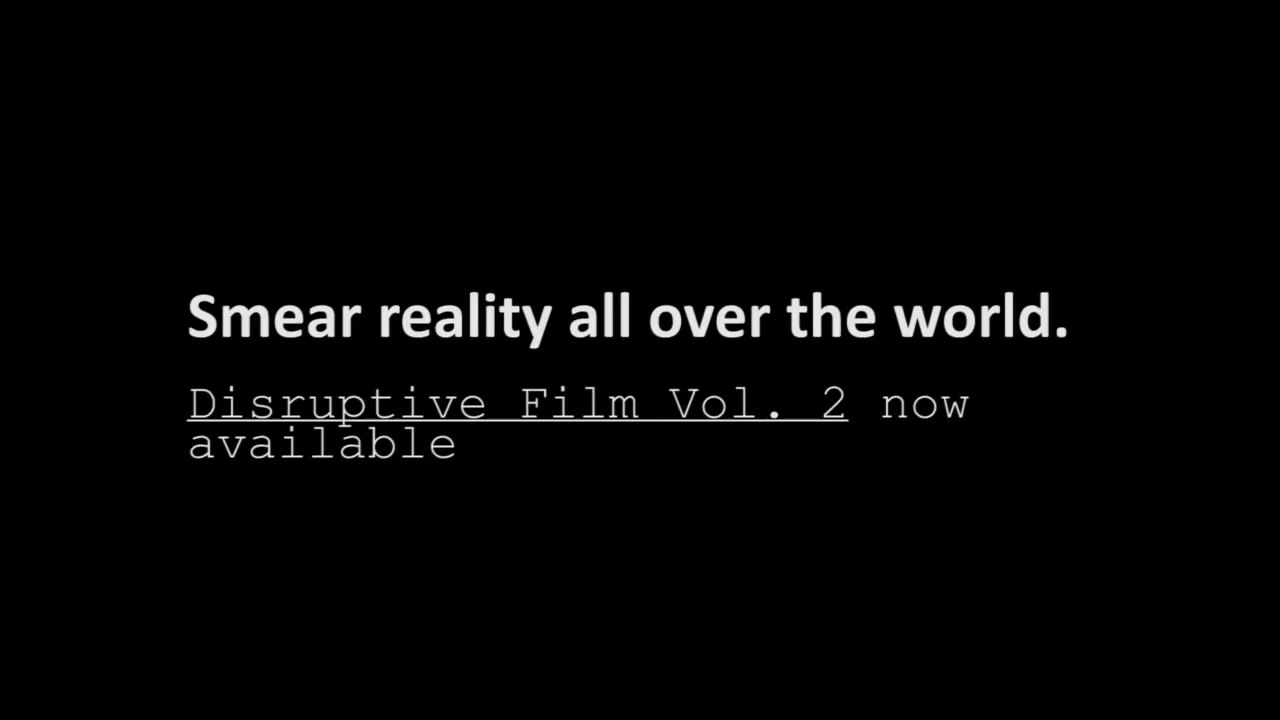 Smear reality all over the world.
Disruptive Film Vol. 2 now
available